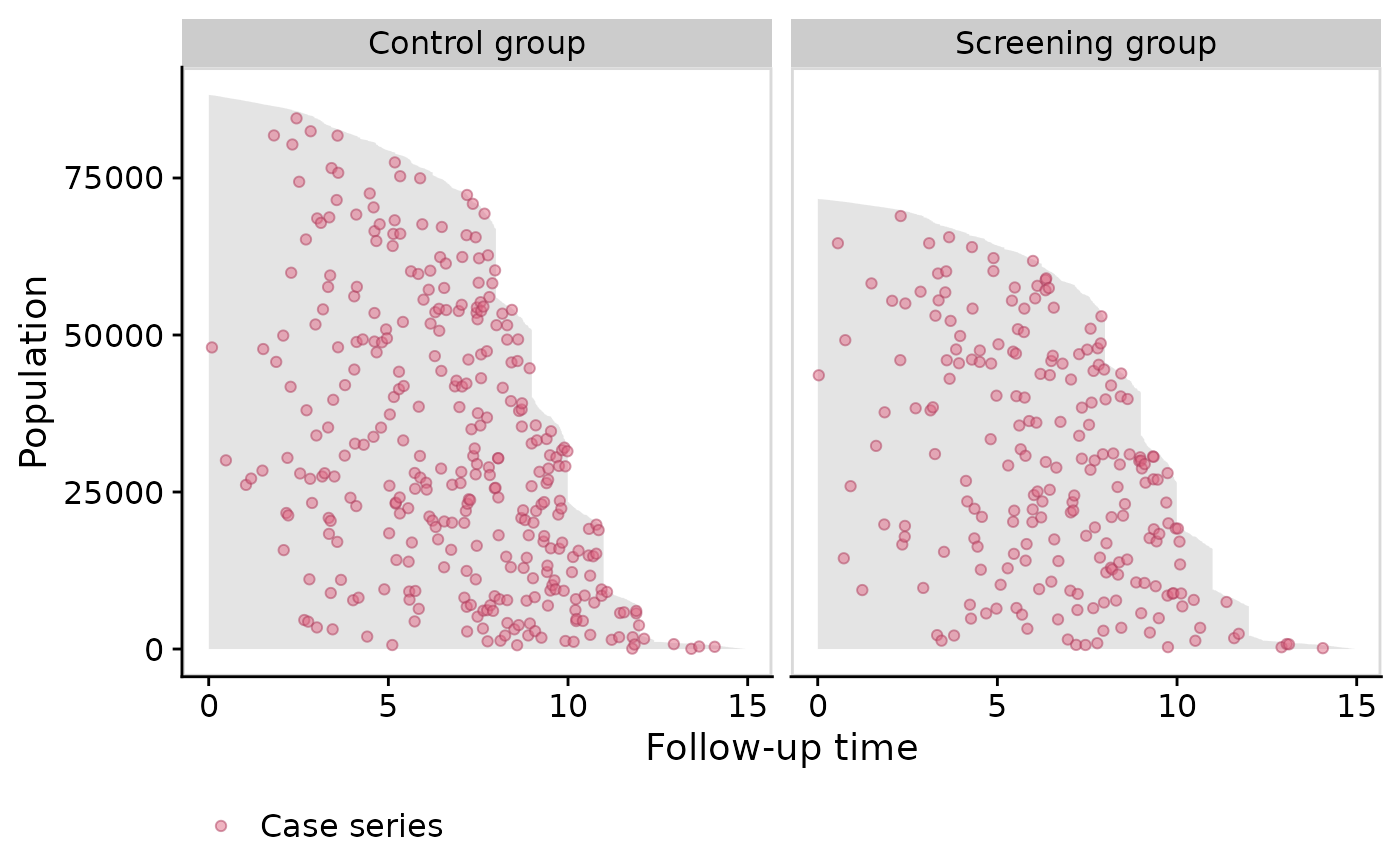 Control group
Screening group
Population
75000
50000
25000
0
0 5 10 15
0 5 10 15
Follow-up time
Case series